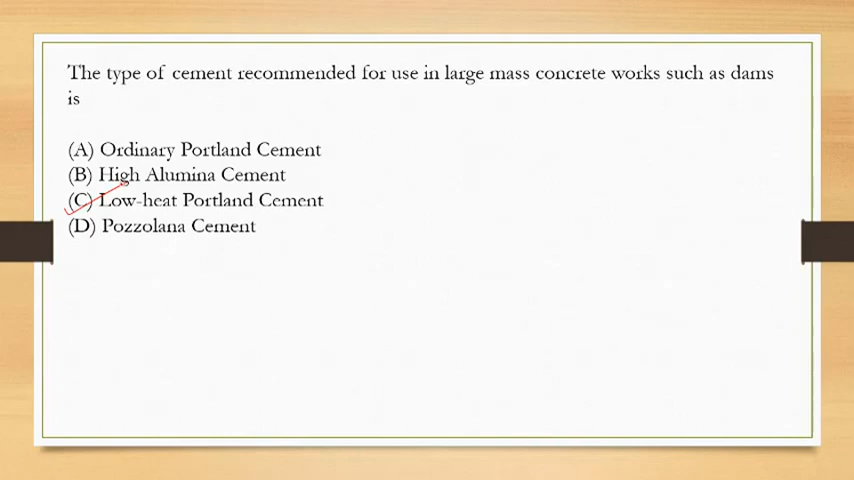 The type of cement recommended for use in large mass concrete works such as dams
is
(A) Ordinary Portland Cement
(B) High Alumina Cement
(C) Low-heat Portland Cement
(D) Pozzolana Cement